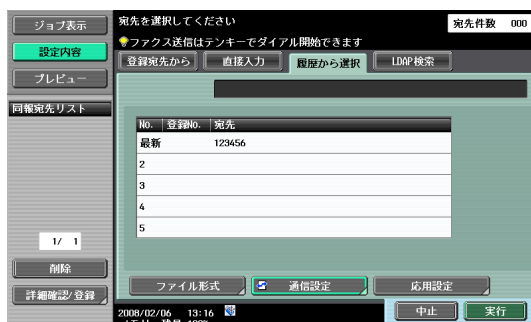 ジョブ表示
宛先を選択してください
宛先件数 000
設定内容
ファクス送信はテンキーでダイアル開始できます
登録宛先から 直接入力 履歴から選択 LDAP検索
プレビュー
同報宛先リスト
No. 登録No. 宛先
最新 123456
2
3
4
5
1/ 1
削除
ファイル形式 通信設定 応用設定
詳細確認/登録
2008/02/06 13:16
中止 実行